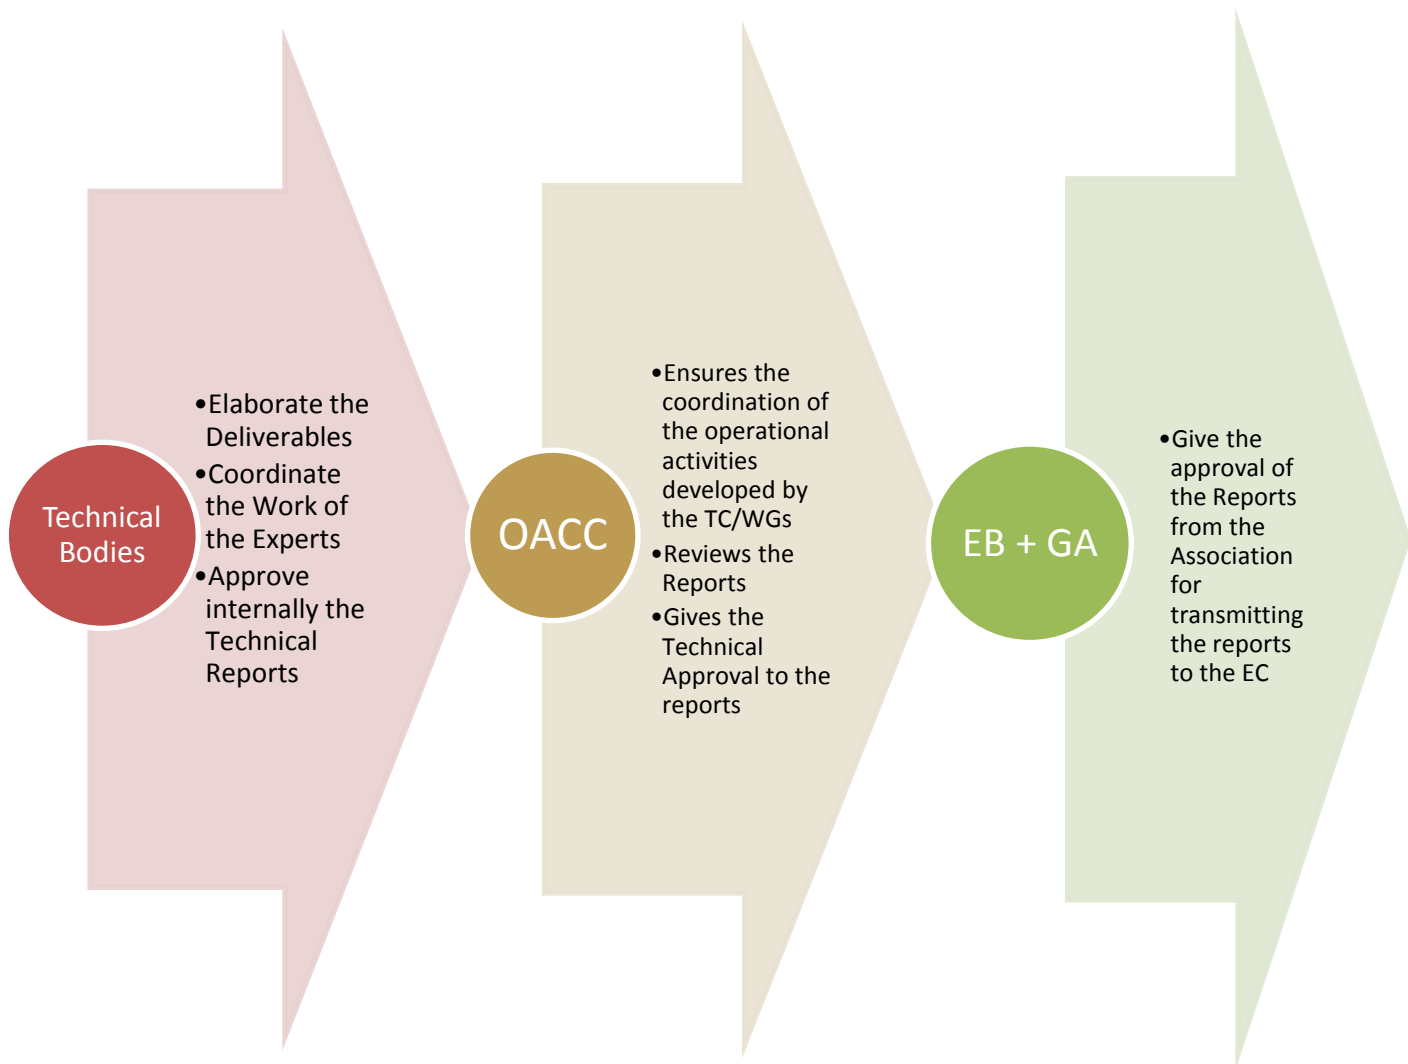 Technical
Bodies
•Elaborate the
Deliverables
•Coordinate
the Work of
the Experts
•Approve
internally the
Technical
Reports
OACC
•Ensures the
coordination of
the operational
activities
developed by
the TC/WGs
•Reviews the
Reports
•Gives the
Technical
Approval to the
reports
EB + GA
•Give the
approval of
the Reports
from the
Association
for
transmitting
the reports
to the EC